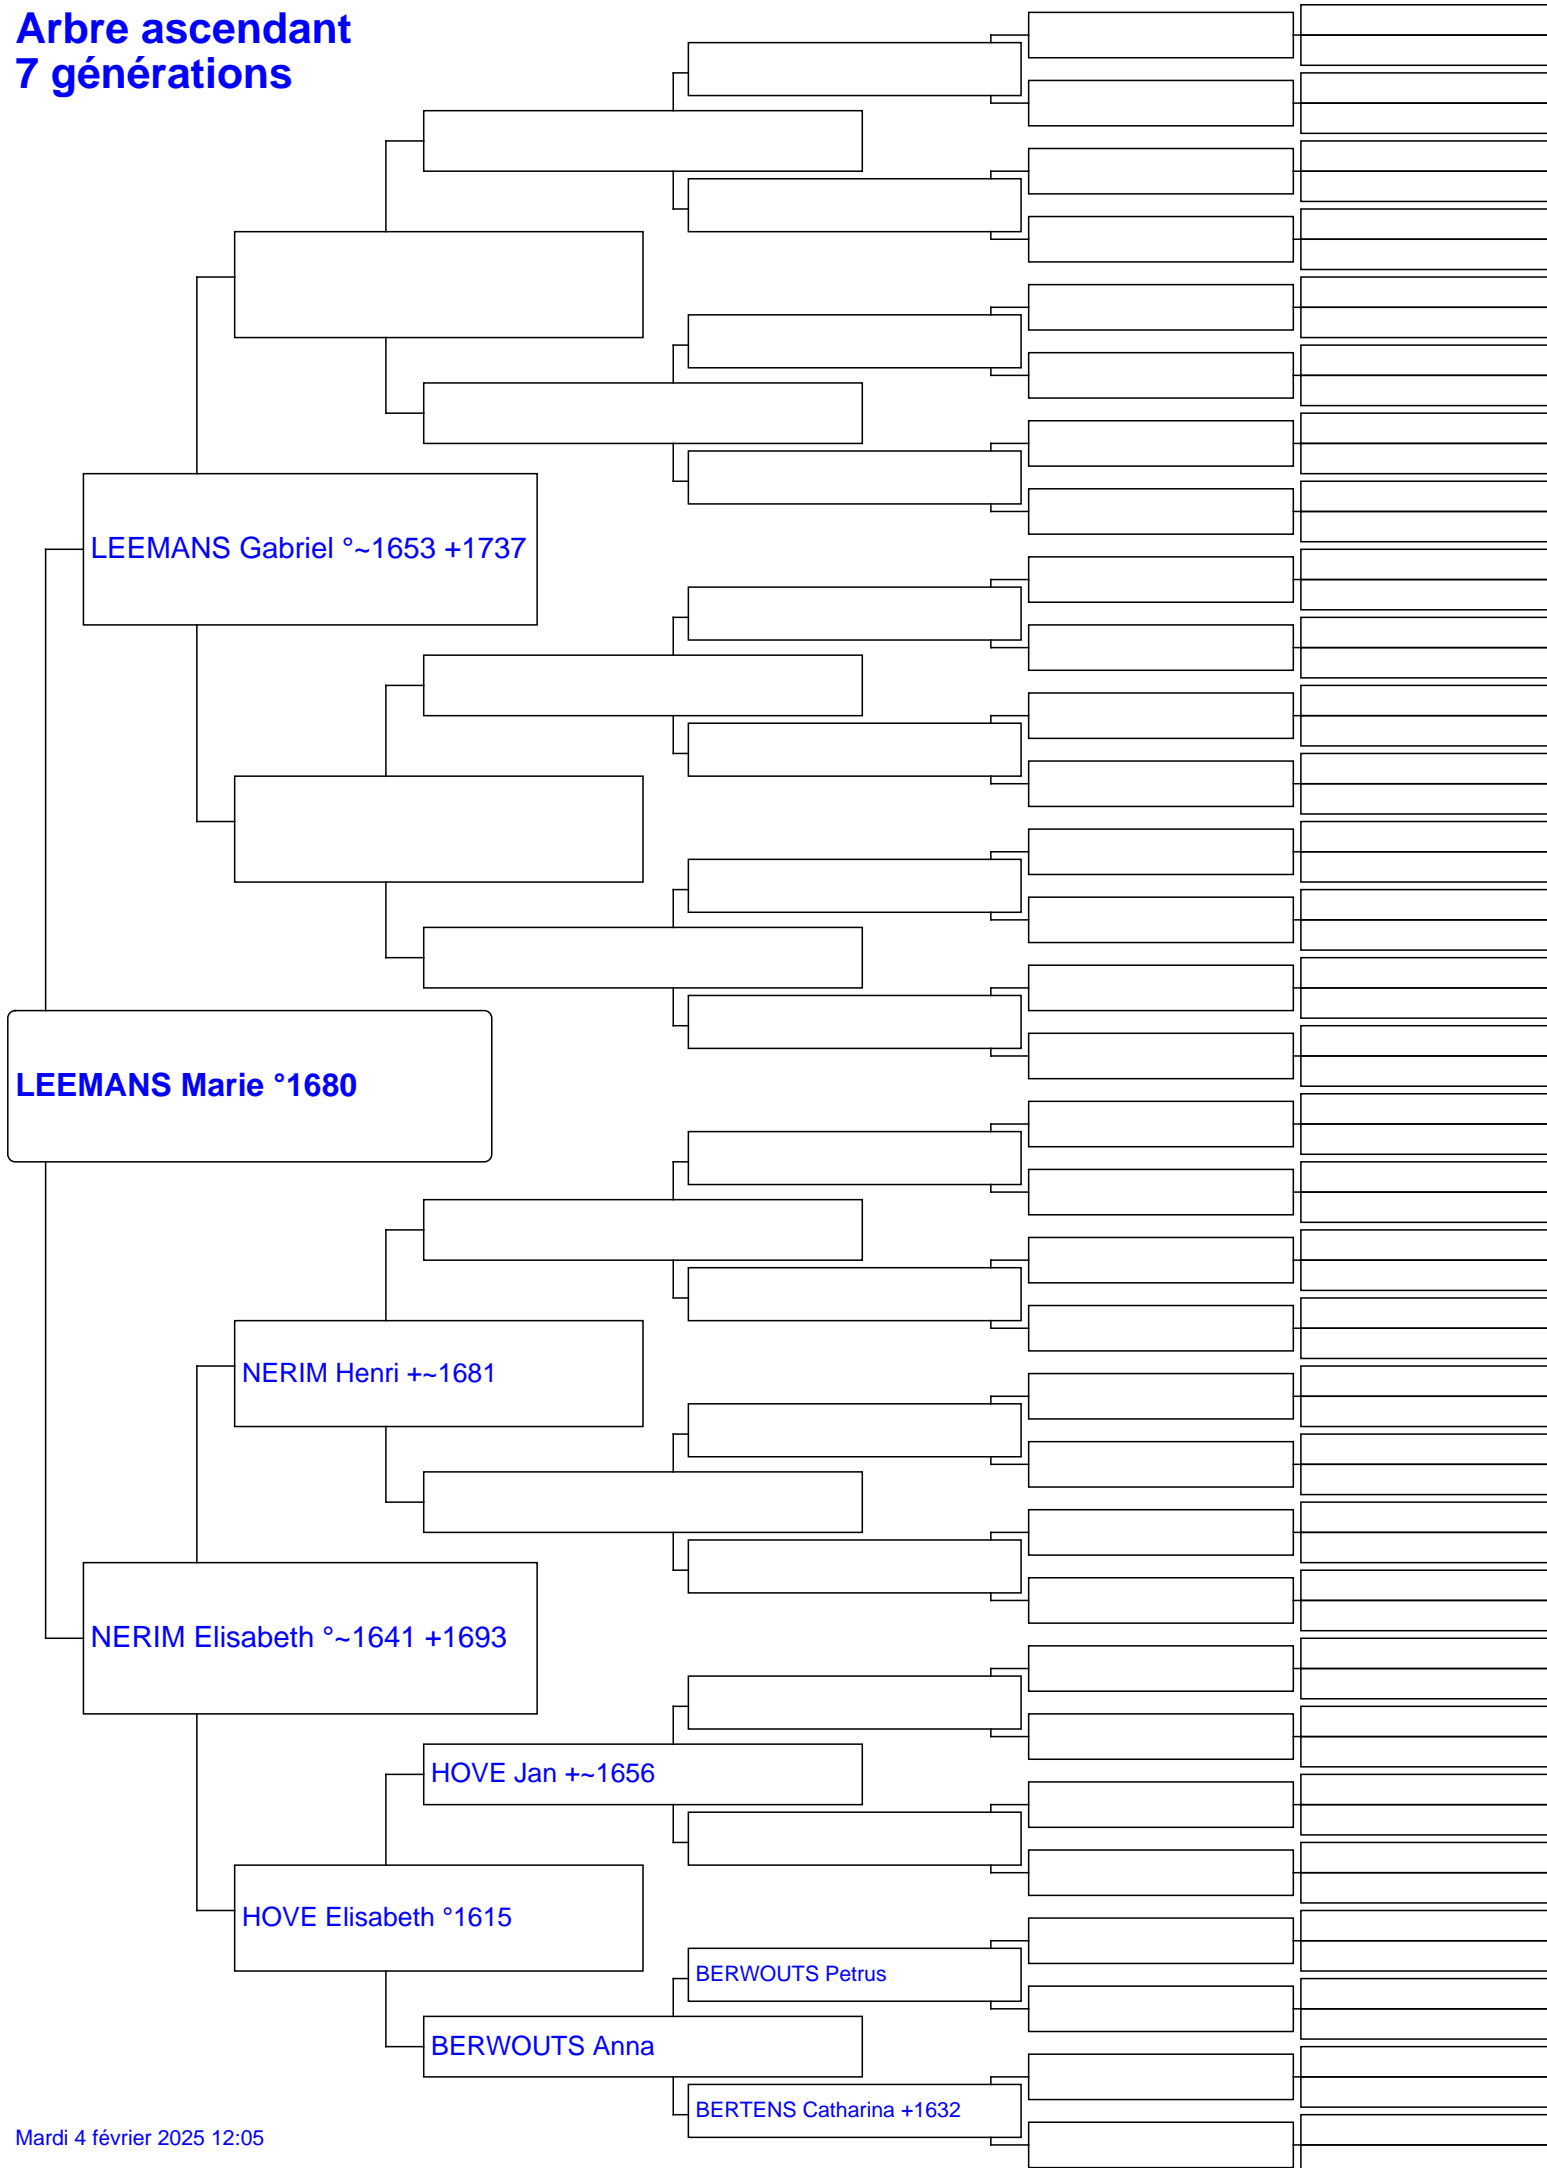 Arbre ascendant
7 générations
LEEMANS Gabriel °~1653 +1737
LEEMANS Marie °1680
NERIM Henri +~1681
NERIM Elisabeth °~1641 +1693
HOVE Jan +~1656
HOVE Elisabeth °1615
BERWOUTS Petrus
BERWOUTS Anna
BERTENS Catharina +1632
Mardi 4 février 2025 12:05